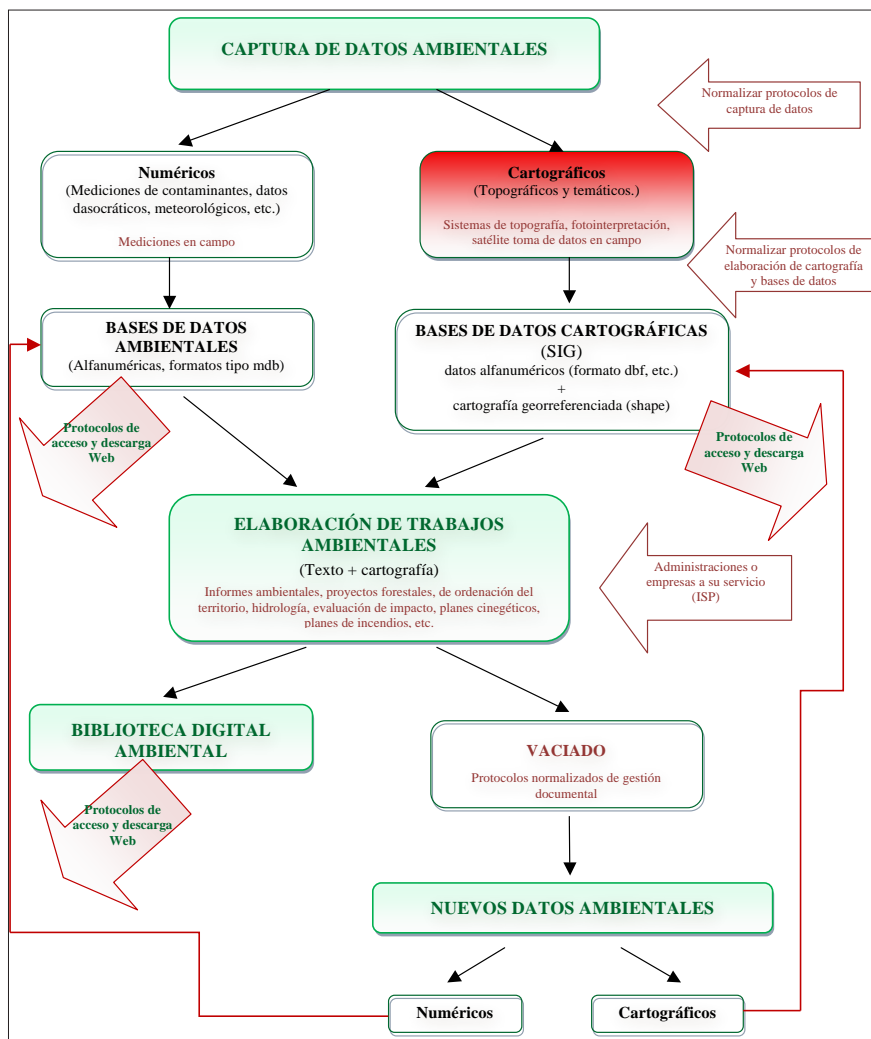 CAPTURA DE DATOS AMBIENTALES
Normalizar protocolos de
captura de datos
Numéricos
(Mediciones de contaminantes, datos
dasocráticos, meteorológicos, etc.)
Mediciones en campo
Cartográficos
(Topográficos y temáticos.)
Sistemas de topografía, fotointerpretación,
satélite toma de datos en campo
Normalizar protocolos de
elaboración de cartografía
y bases de datos
BASES DE DATOS
AMBIENTALES
(Alfanuméricas, formatos tipo mdb)
BASES DE DATOS CARTOGRÁFICAS
(SIG)
datos alfanuméricos (formato dbf, etc.)
+
cartografía georreferenciada (shape)
Protocolos de
acceso y descarga
Web
Protocolos de
acceso y descarga
Web
ELABORACIÓN DE TRABAJOS
AMBIENTALES
(Texto + cartografía)
Informes ambientales, proyectos forestales, de ordenación del
territorio, hidrología, evaluación de impacto, planes cinegéticos,
planes de incendios, etc.
Administraciones o
empresas a su servicio
(ISP)
BIBLIOTECA DIGITAL
AMBIENTAL
VACIADO
Protocolos normalizados de gestión
documental
Protocolos de
acceso y descarga
Web
NUEVOS DATOS AMBIENTALES
Numéricos
Cartográficos